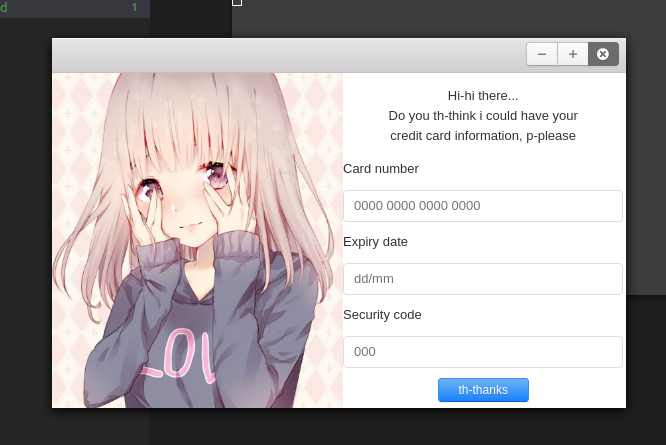 d 1
Hi-hi there...
Do you th-think i could have your
credit card information, p-please
Card number
0000 0000 0000 0000
Expiry date
dd/mm
Security code
000
th-thanks
LOV